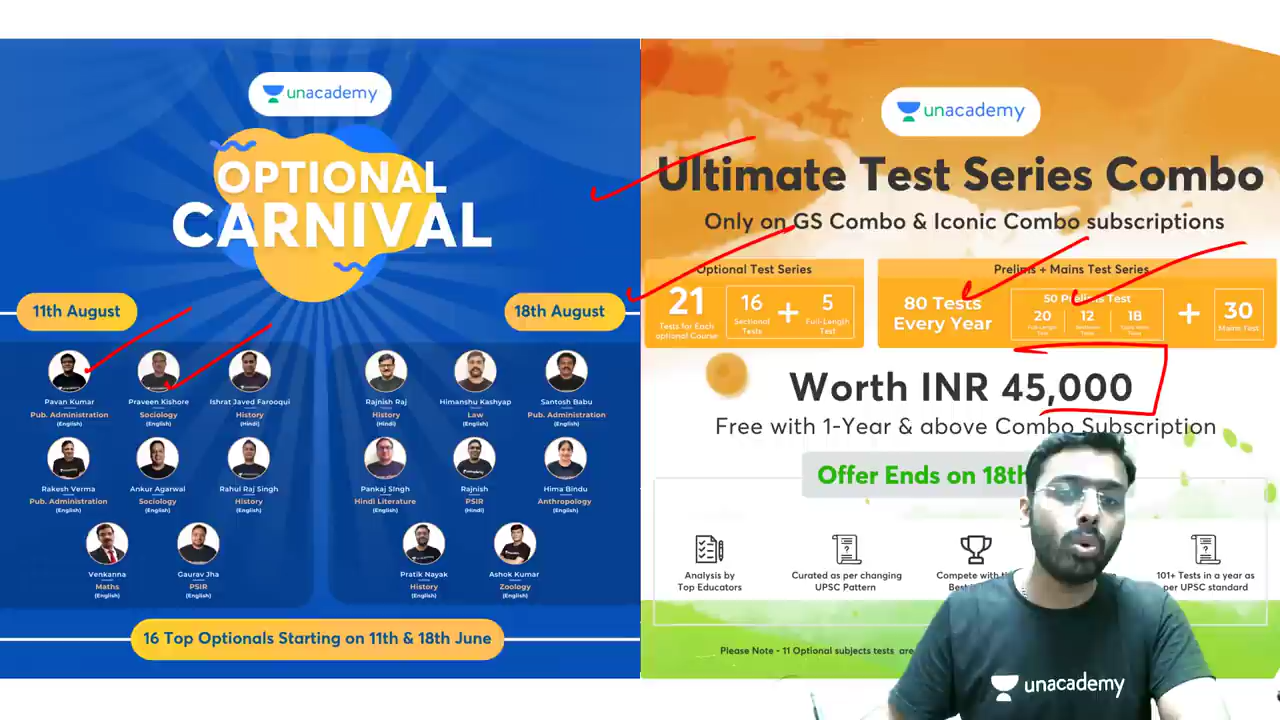 unacademy
OPTIONAL
CARNIVAL
11th August
18th August
Pavan Kumar
Pub. Administration
(English)
Praveen Kishore
Sociology
(English)
Ishrat Javed Farooqui
History
(Hindi)
Rajnish Raj
History
(Hindi)
Himanshu Kashyap
Law
(English)
Santosh Babu
Pub. Administration
(English)
Rakesh Verma
Pub. Administration
(English)
Ankur Agarwal
Sociology
(English)
Rahul Raj Singh
History
(English)
Pankaj SIngh
Hindi Literature
(English)
Rajnish
PSIR
(Hindi)
Hima Bindu
Anthropology
(English)
Venkanna
Maths
(English)
Gaurav Jha
PSIR
(English)
Pratik Nayak
History
(English)
Ashok Kumar
Zoology
(English)
16 Top Optionals Starting on 11th & 18th June
unacademy
Ultimate Test Series Combo
Only on GS Combo & Iconic Combo subscriptions
Optional Test Series
21
Tests for Each
optional Course
16
Sectional
Tests
+
5
Full-Length
Test
Prelims + Mains Test Series
80 Tests
Every Year
50 Prelims Test
20
12
18
+
30
Mains Test
Worth INR 45,000
Free with 1-Year & above Combo Subscription
Offer Ends on 18th
Analysis by
Top Educators
Curated as per changing
UPSC Pattern
Compete with th
101+ Tests in a year as
per UPSC standard
Please Note - 11 Optional subjects tests are
unacademy